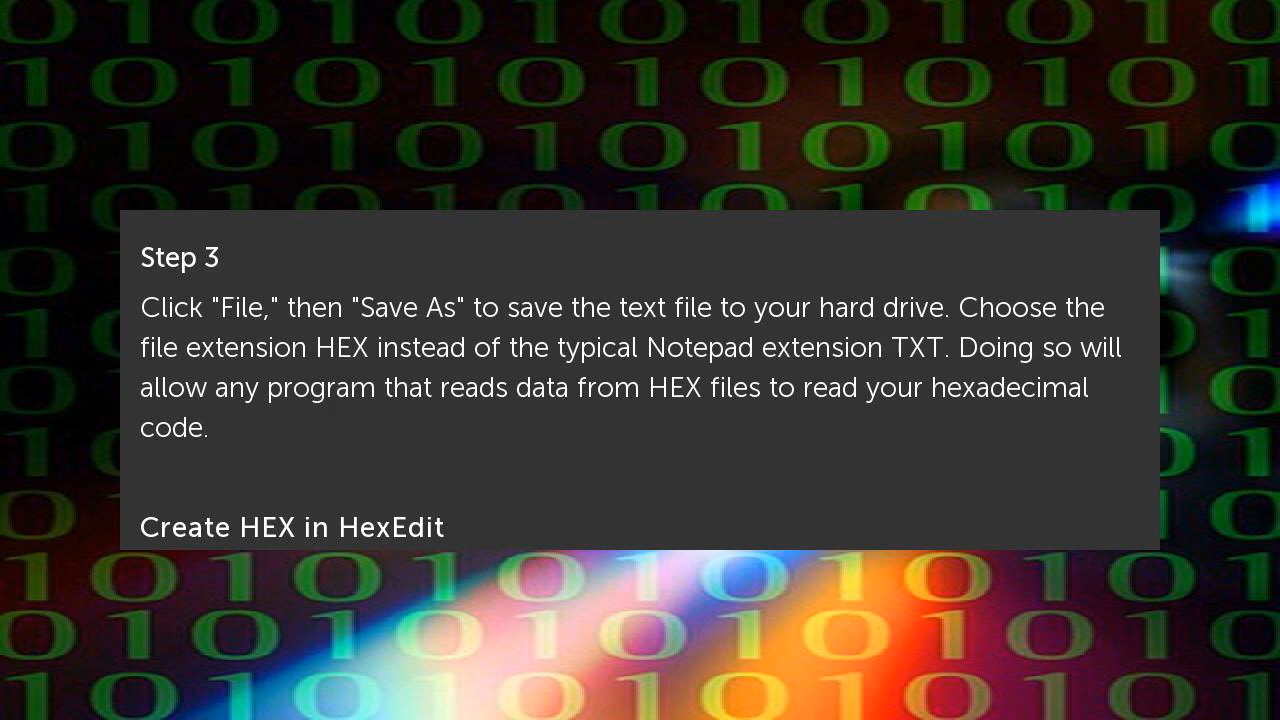 Step 3
Click "File," then "Save As" to save the text file to your hard drive. Choose the
file extension HEX instead of the typical Notepad extension TXT. Doing so will
allow any program that reads data from HEX files to read your hexadecimal
code.
Create HEX in HexEdit